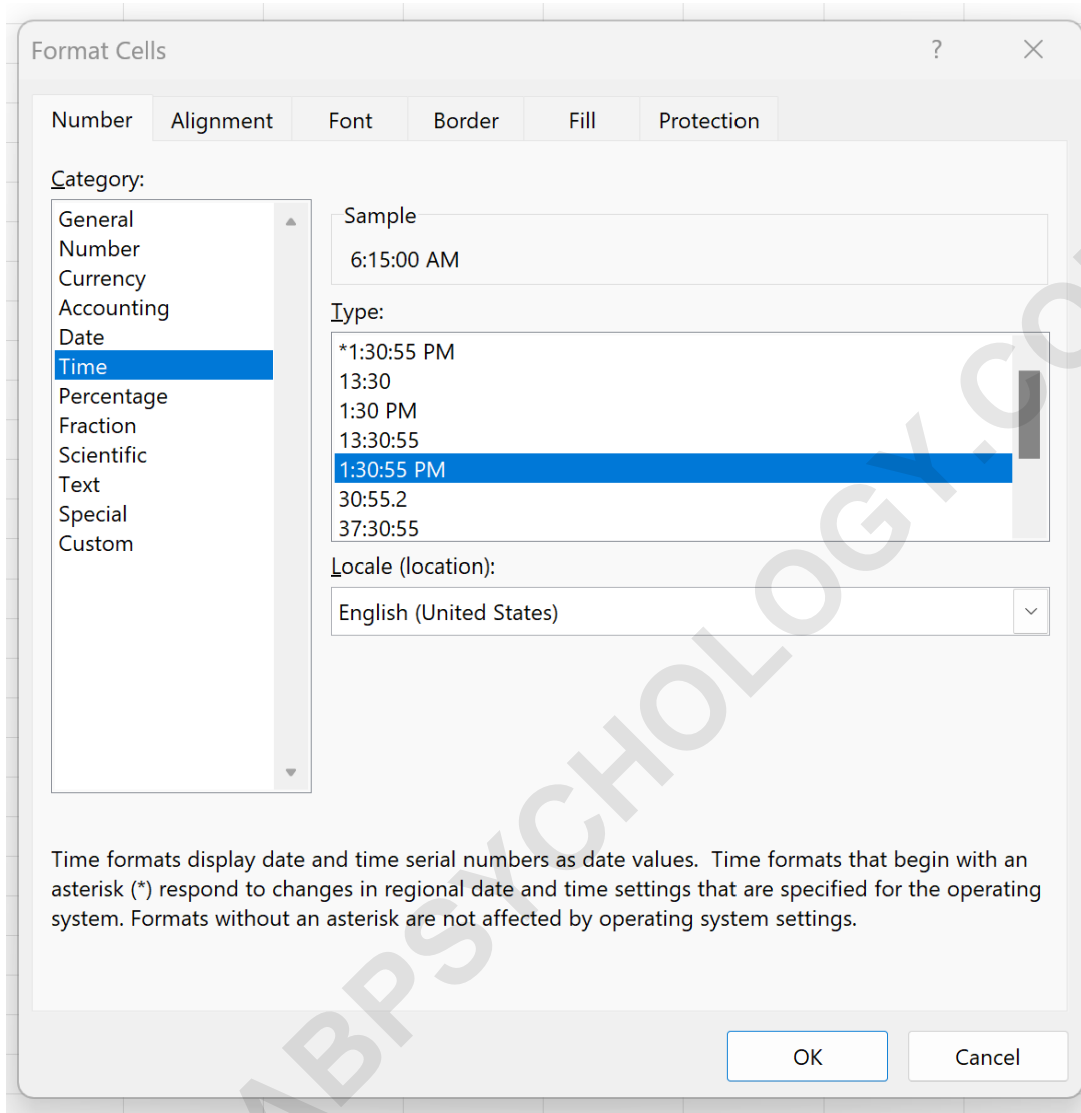 Format Cells
?
Number
Alignment
Font
Border
Fill
Protection
Category:
General
Number
Currency
Accounting
Date
Time
Percentage
Fraction
Scientific
Text
Special
Custom
Sample
6:15:00 AM
Type:
*1:30:55 PM
13:30
1:30 PM
13:30:55
1:30:55 PM
30:55.2
37:30:55
Locale (location):
English (United States)
Time formats display date and time serial numbers as date values.  Time formats that begin with an
asterisk (*) respond to changes in regional date and time settings that are specified for the operating
system. Formats without an asterisk are not affected by operating system settings.
OK
Cancel
ABPSYCHOLOGY.CO